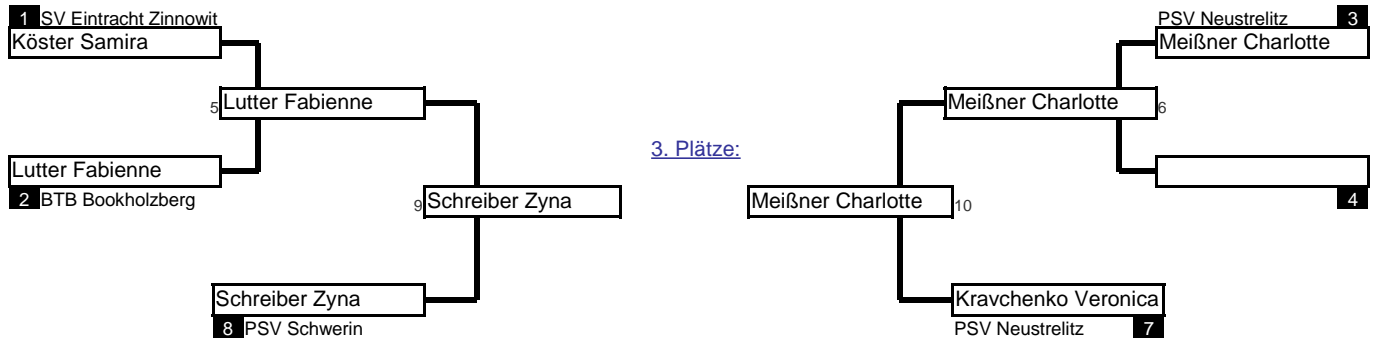 1 SV Eintracht Zinnowit
Köster Samira
5 Lutter Fabienne
Lutter Fabienne
2 BTB Bookholzberg
9 Schreiber Zyna
Schreiber Zyna
8 PSV Schwerin
3. Plätze:
PSV Neustrelitz 3
Meißner Charlotte
Meißner Charlotte 6
4
Meißner Charlotte 10
Kravchenko Veronica
PSV Neustrelitz 7